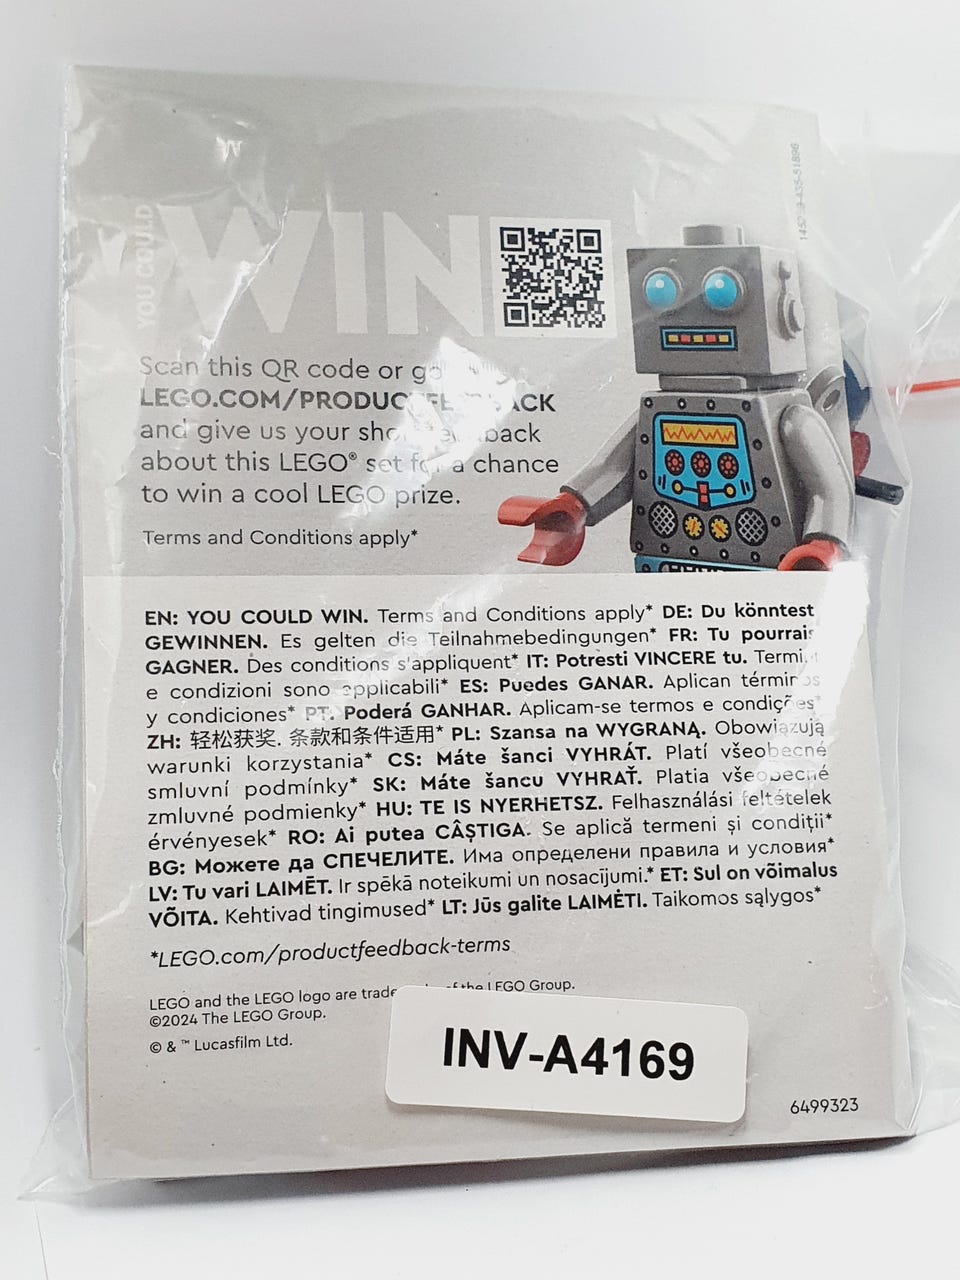 YOU COULD
WIN
Scan this QR code or go
LEGO.COM/PRODUCTFEEDBACK
and give us your short feedback
about this LEGO® set for a chance
to win a cool LEGO prize.
Terms and Conditions apply*
EN: YOU COULD WIN. Terms and Conditions apply* DE: Du könntest
GEWINNEN. Es gelten die Teilnahmebedingungen* FR: Tu pourrais
GAGNER. Des conditions s'appliquent* IT: Potresti VINCERE tu. Termini
e condizioni sono applicabili* ES: Puedes GANAR. Aplican términos
y condiciones* PT: Poderá GANHAR. Aplicam-se termos e condições*
ZH: 轻松获奖. 条款和条件适用* PL: Szansa na WYGRANĄ. Obowiązują
warunki korzystania* CS: Máte šanci VYHRÁT. Platí všeobecné
smluvní podmínky* SK: Máte šancu VYHRAŤ. Platia všeobecné
zmluvné podmienky* HU: TE IS NYERHETSZ. Felhasználási feltételek
érvényesek* RO: Ai putea CÂȘTIGA. Se aplică termeni și condiții*
BG: Можете да СПЕЧЕЛИТЕ. Има определени правила и условия*
LV: Tu vari LAIMĒT. Ir spēkā noteikumi un nosacījumi.* ET: Sul on võimalus
VÕITA. Kehtivad tingimused* LT: Jūs galite LAIMĖTI. Taikomos sąlygos*
*LEGO.com/productfeedback-terms
LEGO and the LEGO logo are of the LEGO Group.
©2024 The LEGO Group.
© & ™ Lucasfilm Ltd.
INV-A4169
6499323